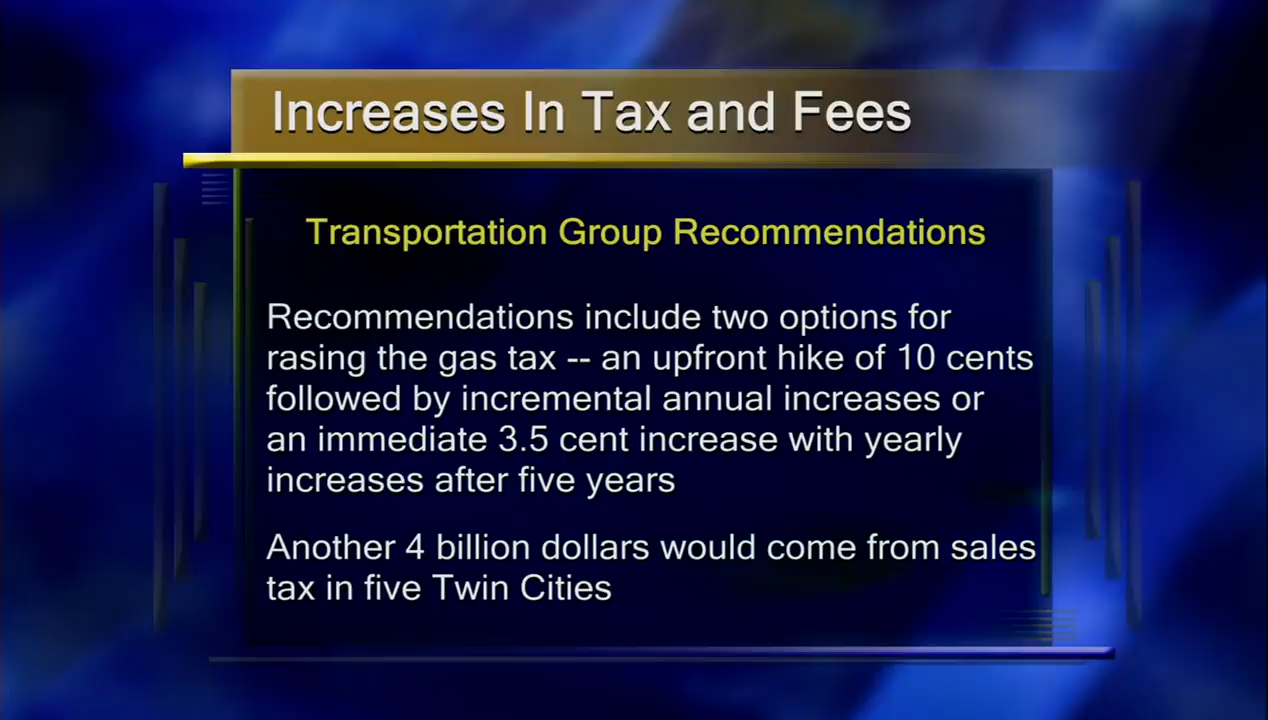 Increases In Tax and Fees
Transportation Group Recommendations
Recommendations include two options for
rasing the gas tax -- an upfront hike of 10 cents
followed by incremental annual increases or
an immediate 3.5 cent increase with yearly
increases after five years
Another 4 billion dollars would come from sales
tax in five Twin Cities